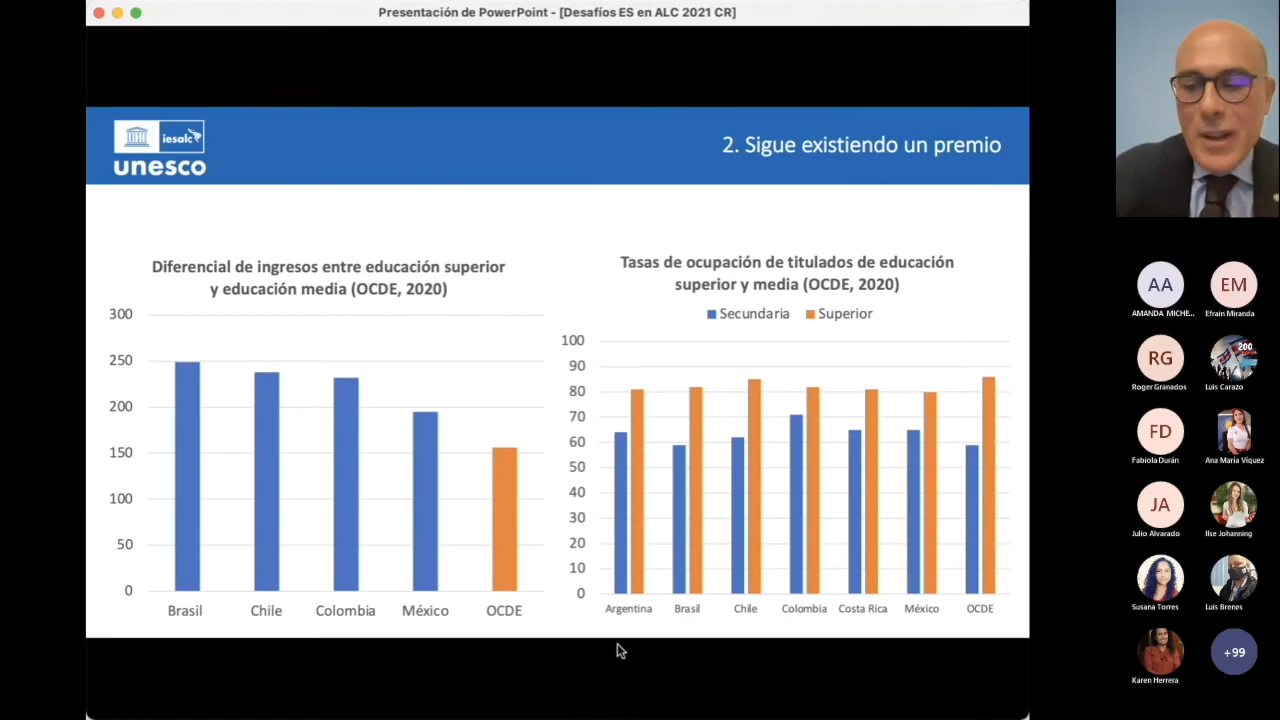 Presentación de PowerPoint - [Desafíos ES en ALC 2021 CR]
iesalc
unesco
2. Sigue existiendo un premio
Diferencial de ingresos entre educación superior
y educación media (OCDE, 2020)
300
250
200
150
100
50
0
Brasil Chile Colombia México OCDE
Tasas de ocupación de titulados de educación
superior y media (OCDE, 2020)
Secundaria Superior
100
90
80
70
60
50
40
30
20
10
0
Argentina Brasil Chile Colombia Costa Rica México OCDE
AA EM
AMANDA MICHE... Efrain Miranda
RG 200
Roger Granados Luis Carazo
FD
Fabiola Durán Ana María Víquez
JA
Julio Alvarado Ilse Johanning
Susana Torres Luis Brenes
+99
Karen Herrera